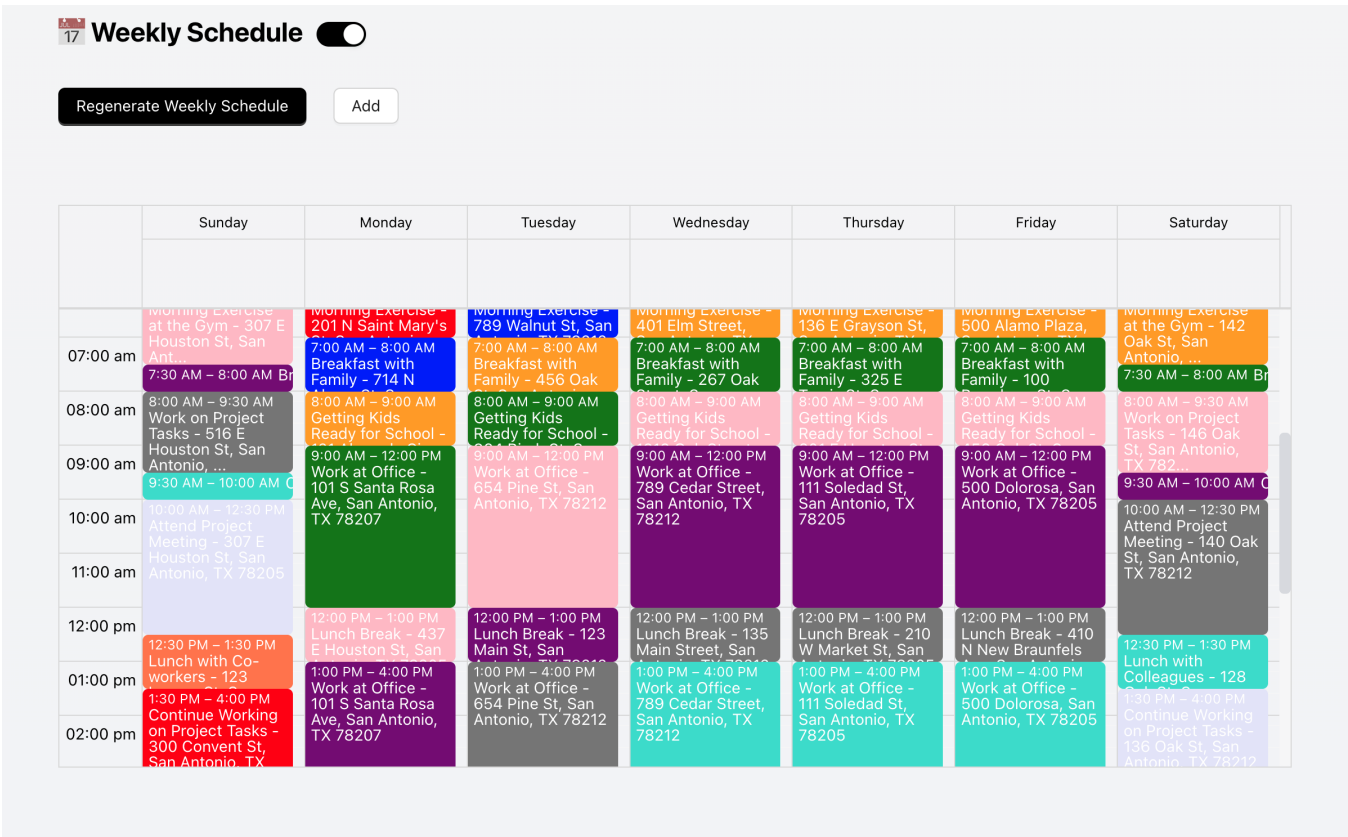 JUL
17
Weekly Schedule
Regenerate Weekly Schedule
Add
Sunday
Monday
Tuesday
Wednesday
Thursday
Friday
Saturday
07:00 am
08:00 am
09:00 am
10:00 am
11:00 am
12:00 pm
01:00 pm
02:00 pm
Morning Exercise
at the Gym - 307 E
Houston St, San
Ant...
7:30 AM – 8:00 AM Br
8:00 AM – 9:30 AM
Work on Project
Tasks - 516 E
Houston St, San
Antonio, ...
9:30 AM – 10:00 AM
10:00 AM – 12:30 PM
Attend Project
Meeting - 307 E
Houston St, San
Antonio, TX 78205
12:30 PM – 1:30 PM
Lunch with Co-
workers - 123
1:30 PM – 4:00 PM
Continue Working
on Project Tasks -
300 Convent St,
San Antonio, TX
Morning Exercise -
201 N Saint Mary's
7:00 AM – 8:00 AM
Breakfast with
Family - 714 N
8:00 AM – 9:00 AM
Getting Kids
Ready for School -
9:00 AM – 12:00 PM
Work at Office -
101 S Santa Rosa
Ave, San Antonio,
TX 78207
12:00 PM – 1:00 PM
Lunch Break - 437
E Houston St, San
1:00 PM – 4:00 PM
Work at Office -
101 S Santa Rosa
Ave, San Antonio,
TX 78207
Morning Exercise -
789 Walnut St, San
7:00 AM – 8:00 AM
Breakfast with
Family - 456 Oak
8:00 AM – 9:00 AM
Getting Kids
Ready for School -
9:00 AM – 12:00 PM
Work at Office -
654 Pine St, San
Antonio, TX 78212
12:00 PM – 1:00 PM
Lunch Break - 123
Main St, San
1:00 PM – 4:00 PM
Work at Office -
654 Pine St, San
Antonio, TX 78212
Morning Exercise -
401 Elm Street,
7:00 AM – 8:00 AM
Breakfast with
Family - 267 Oak
8:00 AM – 9:00 AM
Getting Kids
Ready for School -
9:00 AM – 12:00 PM
Work at Office -
789 Cedar Street,
San Antonio, TX
78212
12:00 PM – 1:00 PM
Lunch Break - 135
Main Street, San
1:00 PM – 4:00 PM
Work at Office -
789 Cedar Street,
San Antonio, TX
78212
Morning Exercise -
136 E Grayson St,
7:00 AM – 8:00 AM
Breakfast with
Family - 325 E
8:00 AM – 9:00 AM
Getting Kids
Ready for School -
9:00 AM – 12:00 PM
Work at Office -
111 Soledad St,
San Antonio, TX
78205
12:00 PM – 1:00 PM
Lunch Break - 210
W Market St, San
1:00 PM – 4:00 PM
Work at Office -
111 Soledad St,
San Antonio, TX
78205
Morning Exercise -
500 Alamo Plaza,
7:00 AM – 8:00 AM
Breakfast with
Family - 100
8:00 AM – 9:00 AM
Getting Kids
Ready for School -
9:00 AM – 12:00 PM
Work at Office -
500 Dolorosa, San
Antonio, TX 78205
12:00 PM – 1:00 PM
Lunch Break - 410
N New Braunfels
1:00 PM – 4:00 PM
Work at Office -
500 Dolorosa, San
Antonio, TX 78205
Morning Exercise
at the Gym - 142
Oak St, San
Antonio, ...
7:30 AM – 8:00 AM Br
8:00 AM – 9:30 AM
Work on Project
Tasks - 146 Oak
St, San Antonio,
TX 782...
9:30 AM – 10:00 AM
10:00 AM – 12:30 PM
Attend Project
Meeting - 140 Oak
St, San Antonio,
TX 78212
12:30 PM – 1:30 PM
Lunch with
Colleagues - 128
1:30 PM – 4:00 PM
Continue Working
on Project Tasks -
136 Oak St, San
Antonio, TX 78212